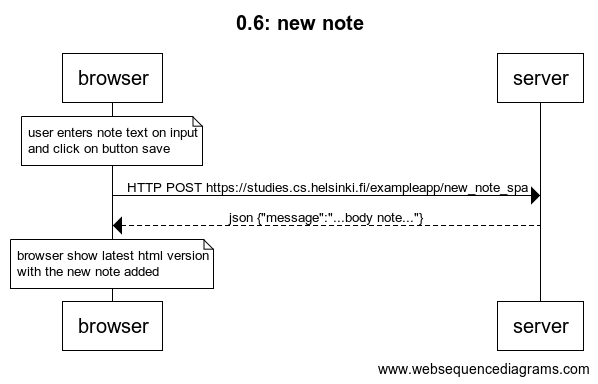 0.6: new note
browser
server
user enters note text on input
and click on button save
HTTP POST https://studies.cs.helsinki.fi/exampleapp/new_note_spa
json {"message":"...body note..."}
browser show latest html version
with the new note added
browser
server
www.websequencediagrams.com